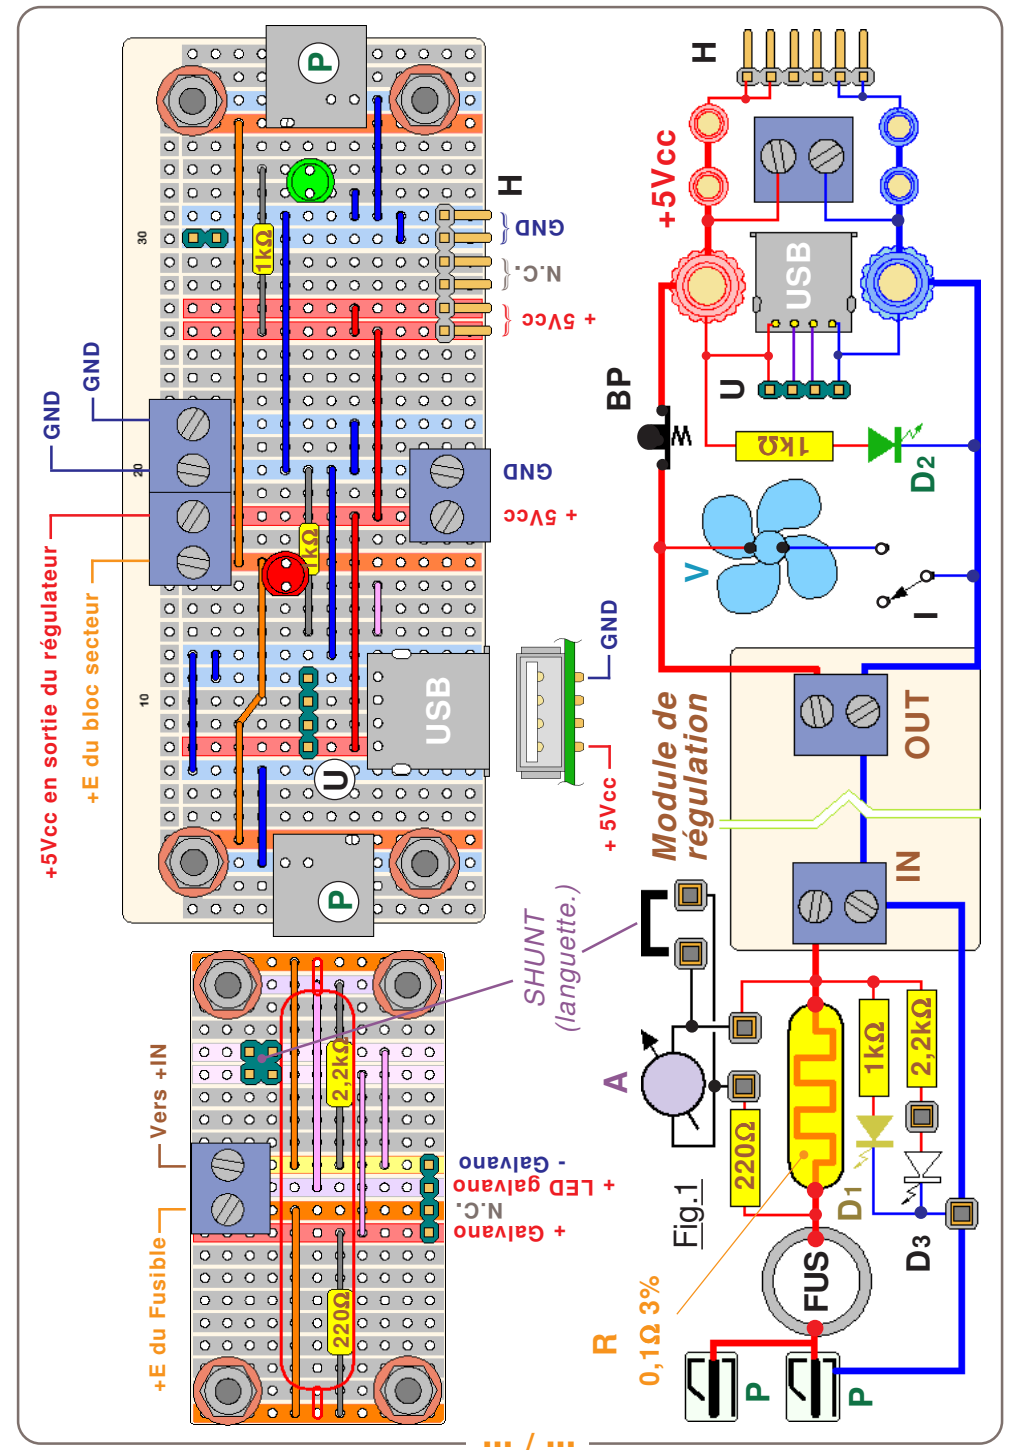 P
H
GND
N.C.
+ 5Vcc
30
1kΩ
GND
GND
20
+5Vcc en sortie du régulateur
+E du bloc secteur
GND
+ 5Vcc
1kΩ
10
U
USB
GND
+ 5Vcc
P
SHUNT
(languette.)
Vers +IN
+E du Fusible
2,2kΩ
220Ω
- Galvano
+ LED galvano
N.C.
+ Galvano
H
+5Vcc
USB
BP
U
1kΩ
D2
V
I
Module de
régulation
OUT
IN
A
220Ω
1kΩ
2,2kΩ
Fig.1
D1
D3
FUS
R
0,1Ω 3%
P
P
... / ...